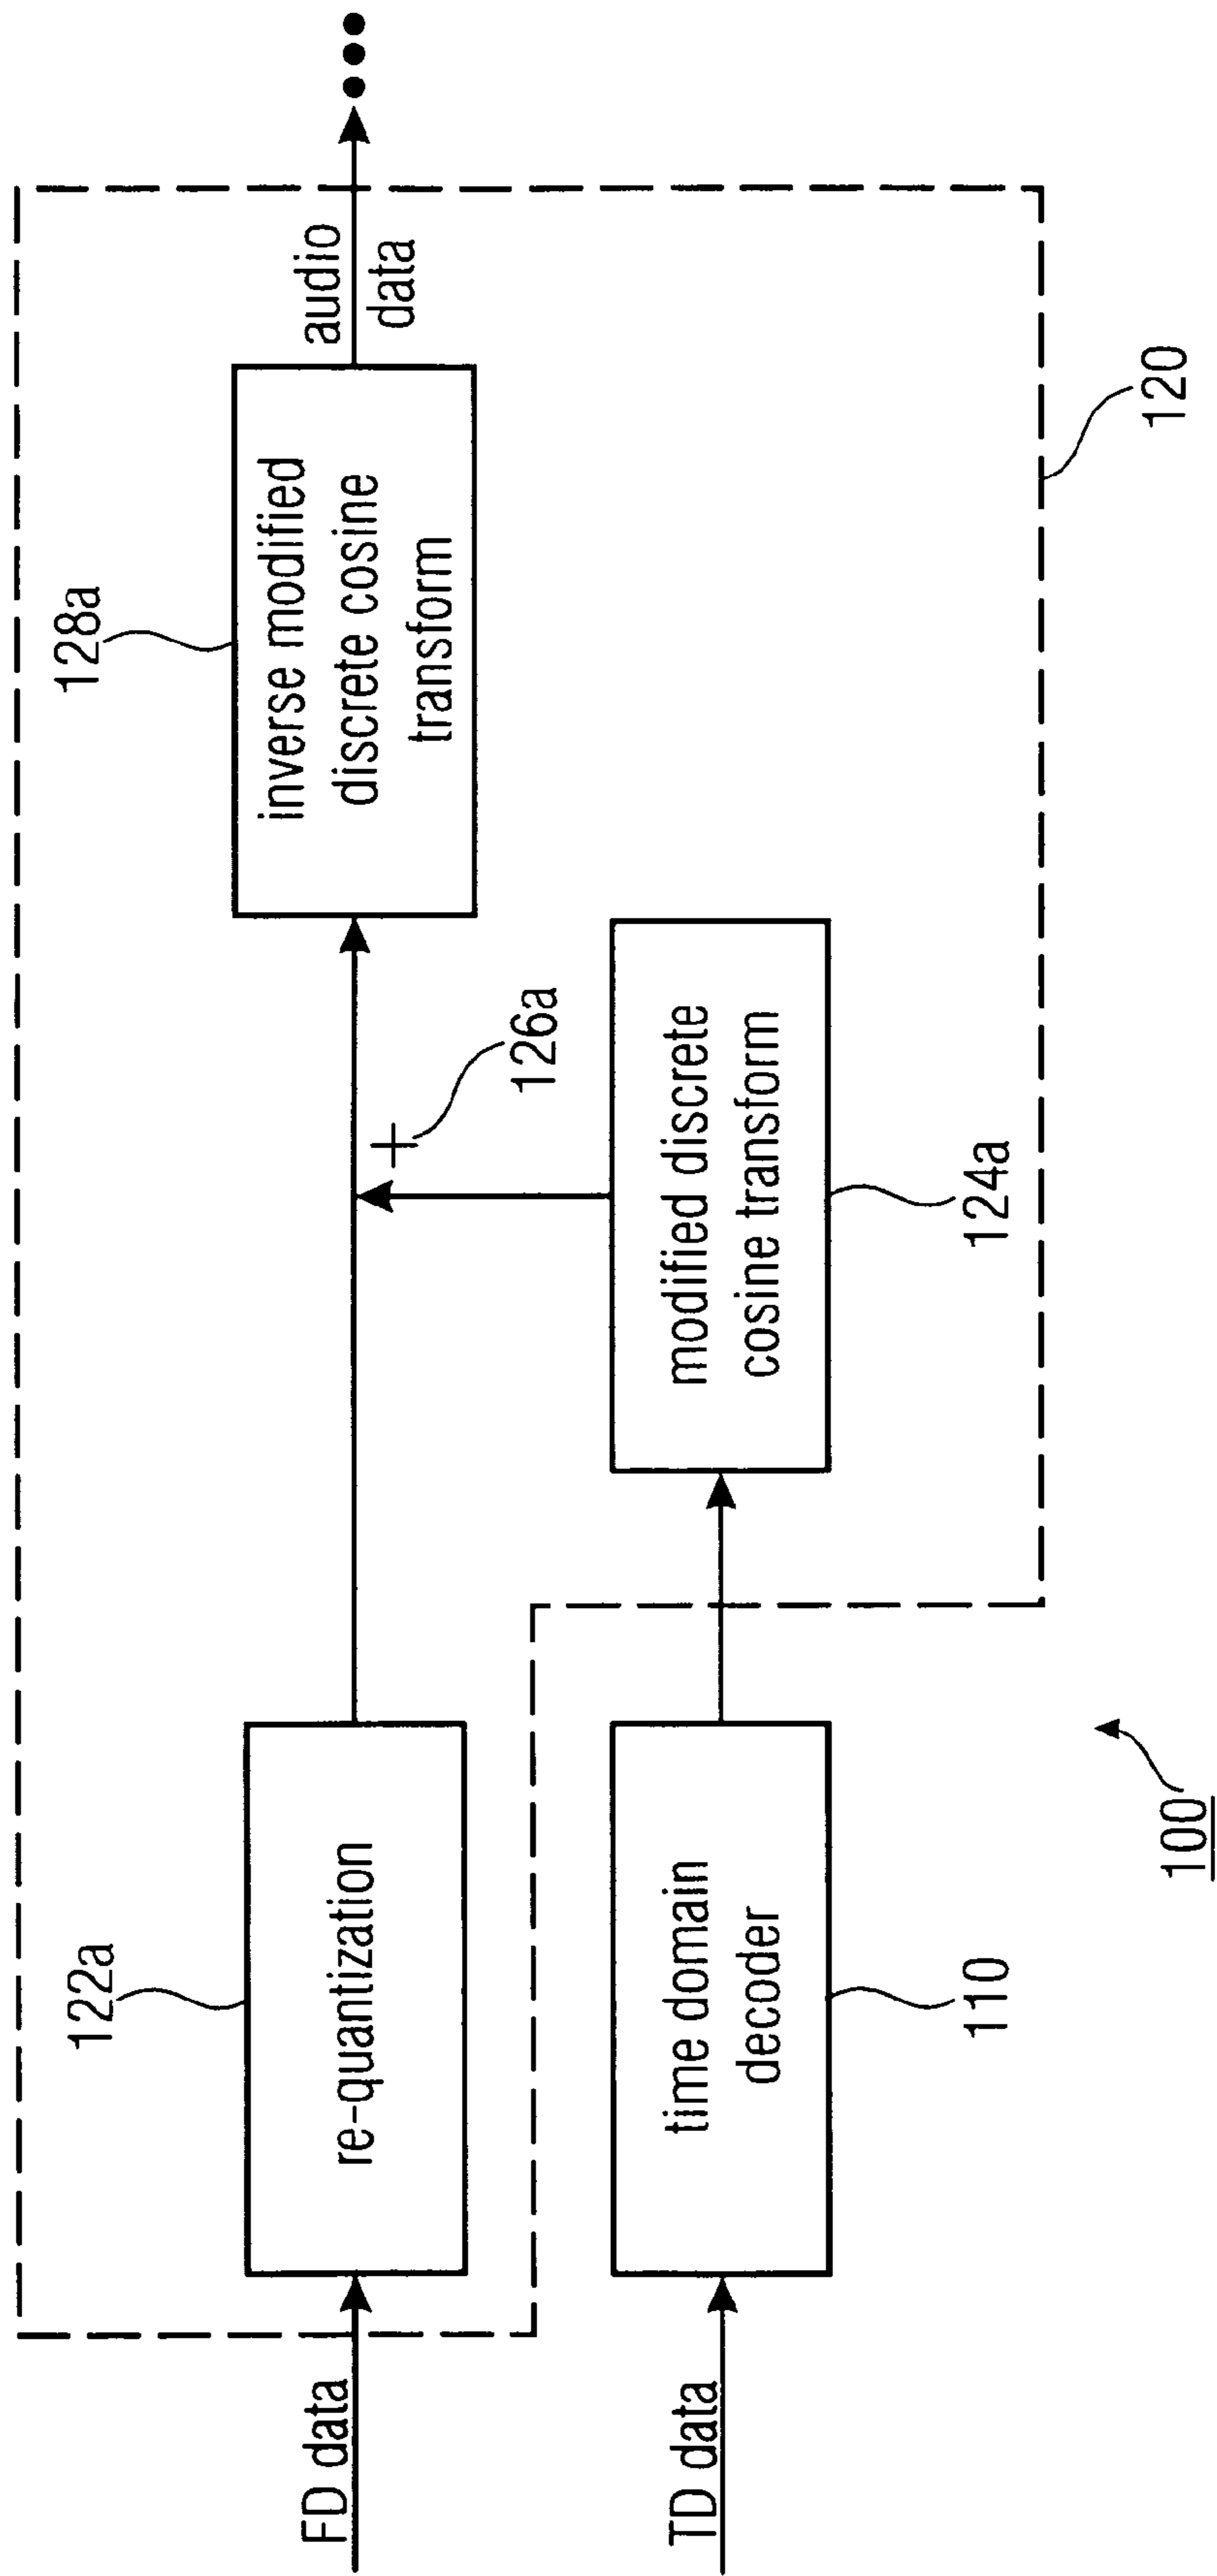 122a
128a
FD data
re-quantization
inverse modified
discrete cosine
transform
audio
data
+
126a
TD data
time domain
decoder
modified discrete
cosine transform
110
124a
120
100